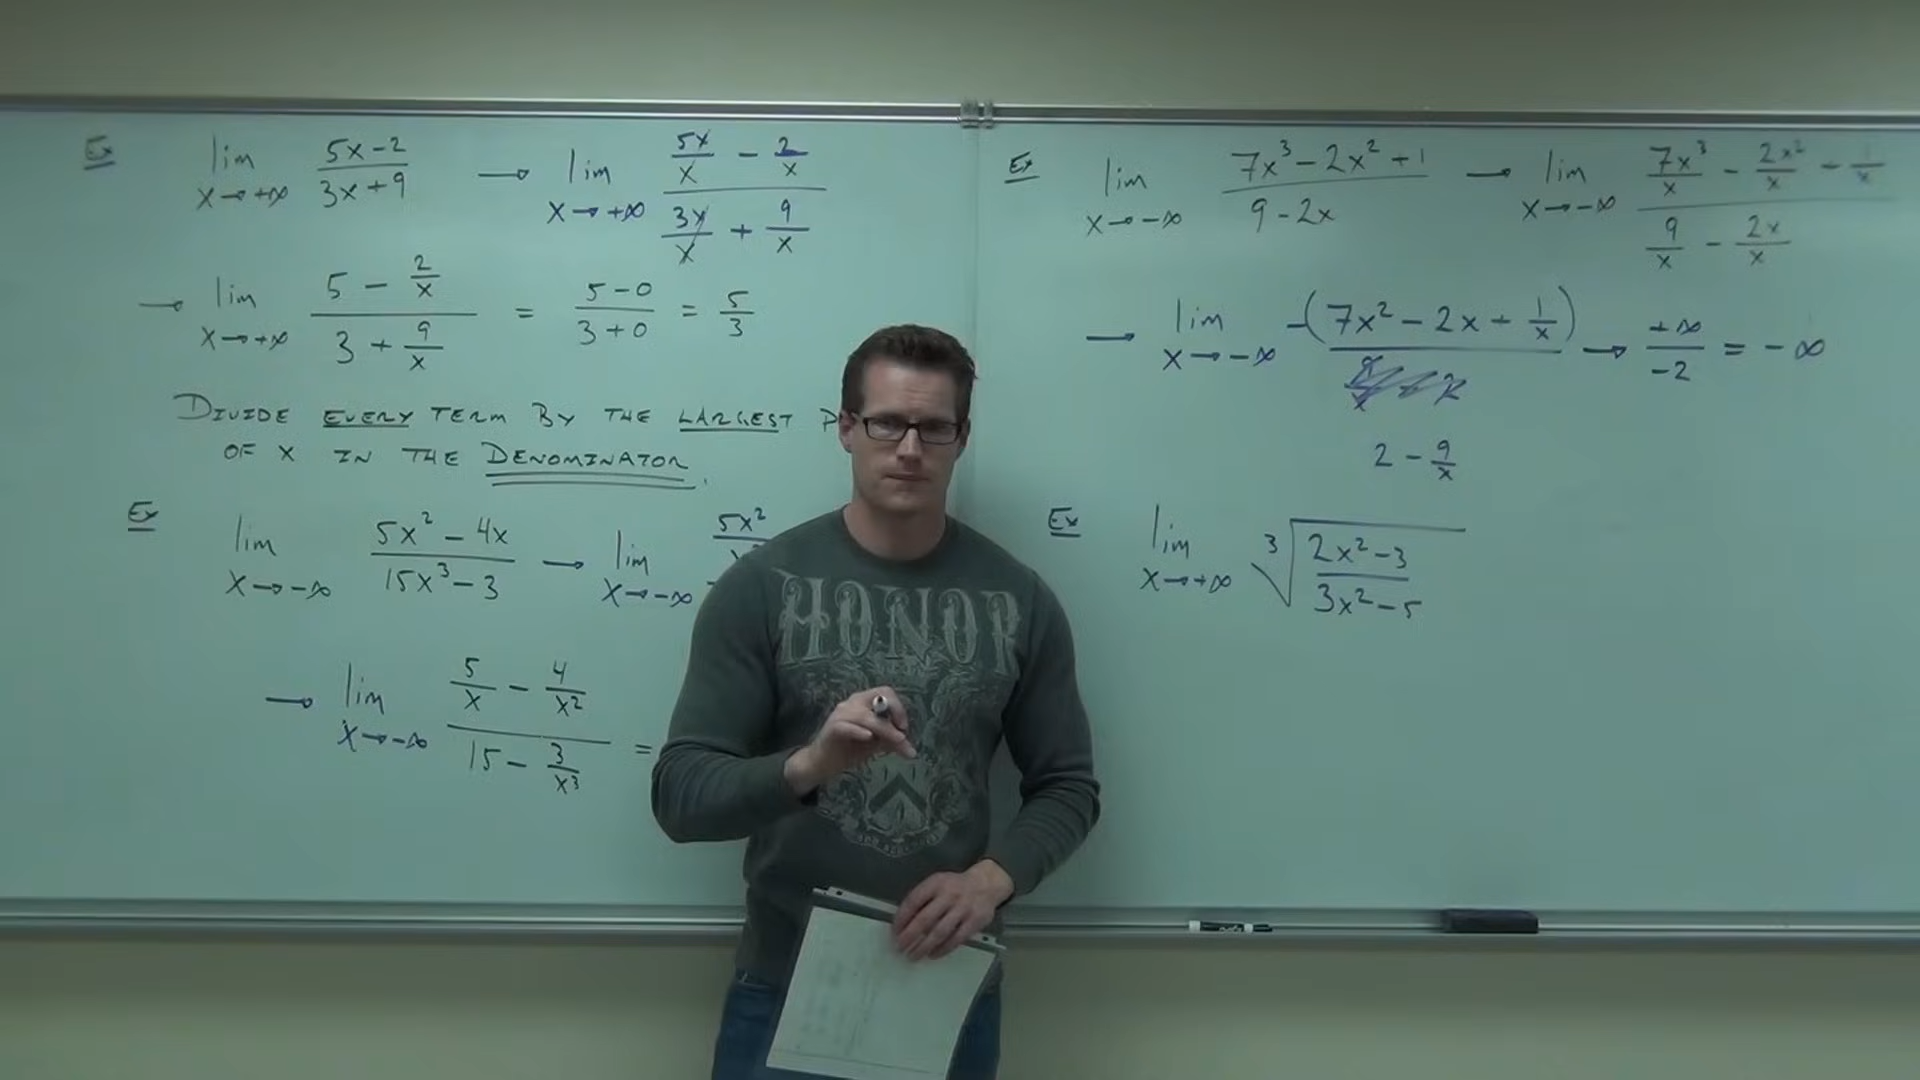 Ex lim x→+∞ (5x-2)/(3x+9) → lim x→+∞ (5x/x - 2/x)/(3x/x + 9/x)
→ lim x→+∞ (5 - 2/x)/(3 + 9/x) = (5-0)/(3+0) = 5/3
DIVIDE EVERY TERM BY THE LARGEST
OF X IN THE DENOMINATOR.
Ex lim x→-∞ (5x² - 4x)/(15x³ - 3) → lim x→-∞ 5x²
→ lim x→-∞ (5/x - 4/x²)/(15 - 3/x³) =
Ex lim x→-∞ (7x³ - 2x² + 1)/(9 - 2x) → lim x→-∞ (7x³/x - 2x²/x - 1/x)/(9/x - 2x/x)
→ lim x→-∞ -(7x² - 2x + 1/x) → +∞/-2 = -∞
2 - 9/x
Ex lim x→+∞ ³√((2x²-3)/(3x²-5))
HONOR